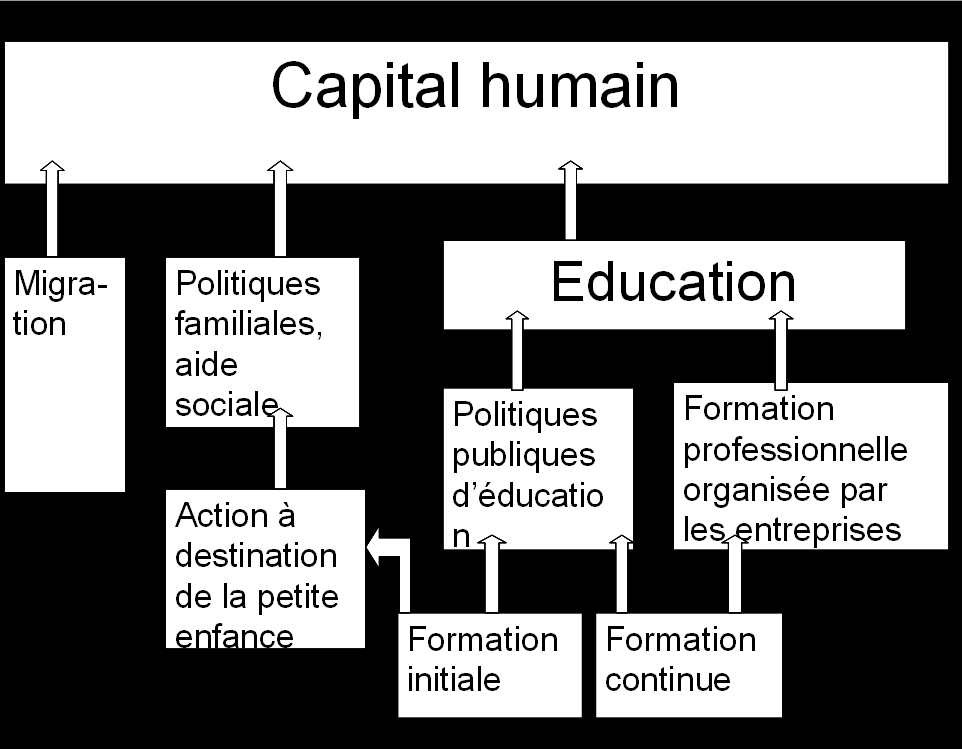 Capital humain
Migra-
tion
Politiques
familiales,
aide
sociale
Education
Politiques
publiques
d’éducatio
n
Formation
professionnelle
organisée par
les entreprises
Action à
destination
de la petite
enfance
Formation
initiale
Formation
continue